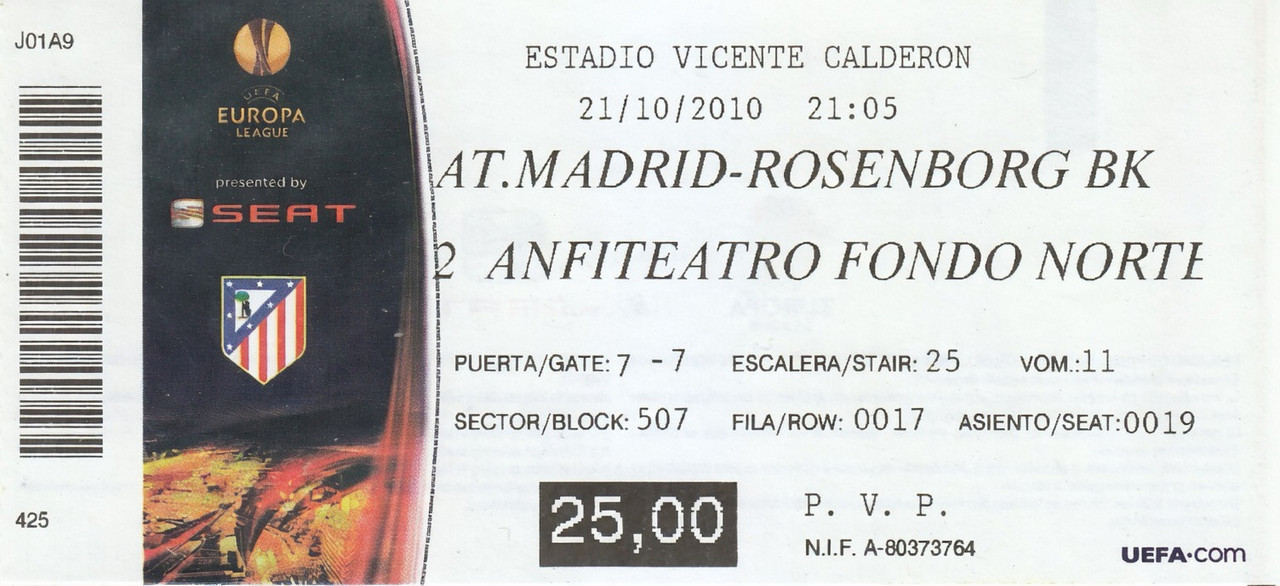 J01A9
425
UEFA
EUROPA
LEAGUE
presented by
SEAT
ESTADIO VICENTE CALDERON
21/10/2010 21:05
AT.MADRID-ROSENBORG BK
2 ANFITEATRO FONDO NORTE
PUERTA/GATE: 7 -7 ESCALERA/STAIR: 25 VOM.:11
SECTOR/BLOCK: 507 FILA/ROW: 0017 ASIENTO/SEAT:0019
25,00 P. V. P.
N.I.F. A-80373764
UEFA·com